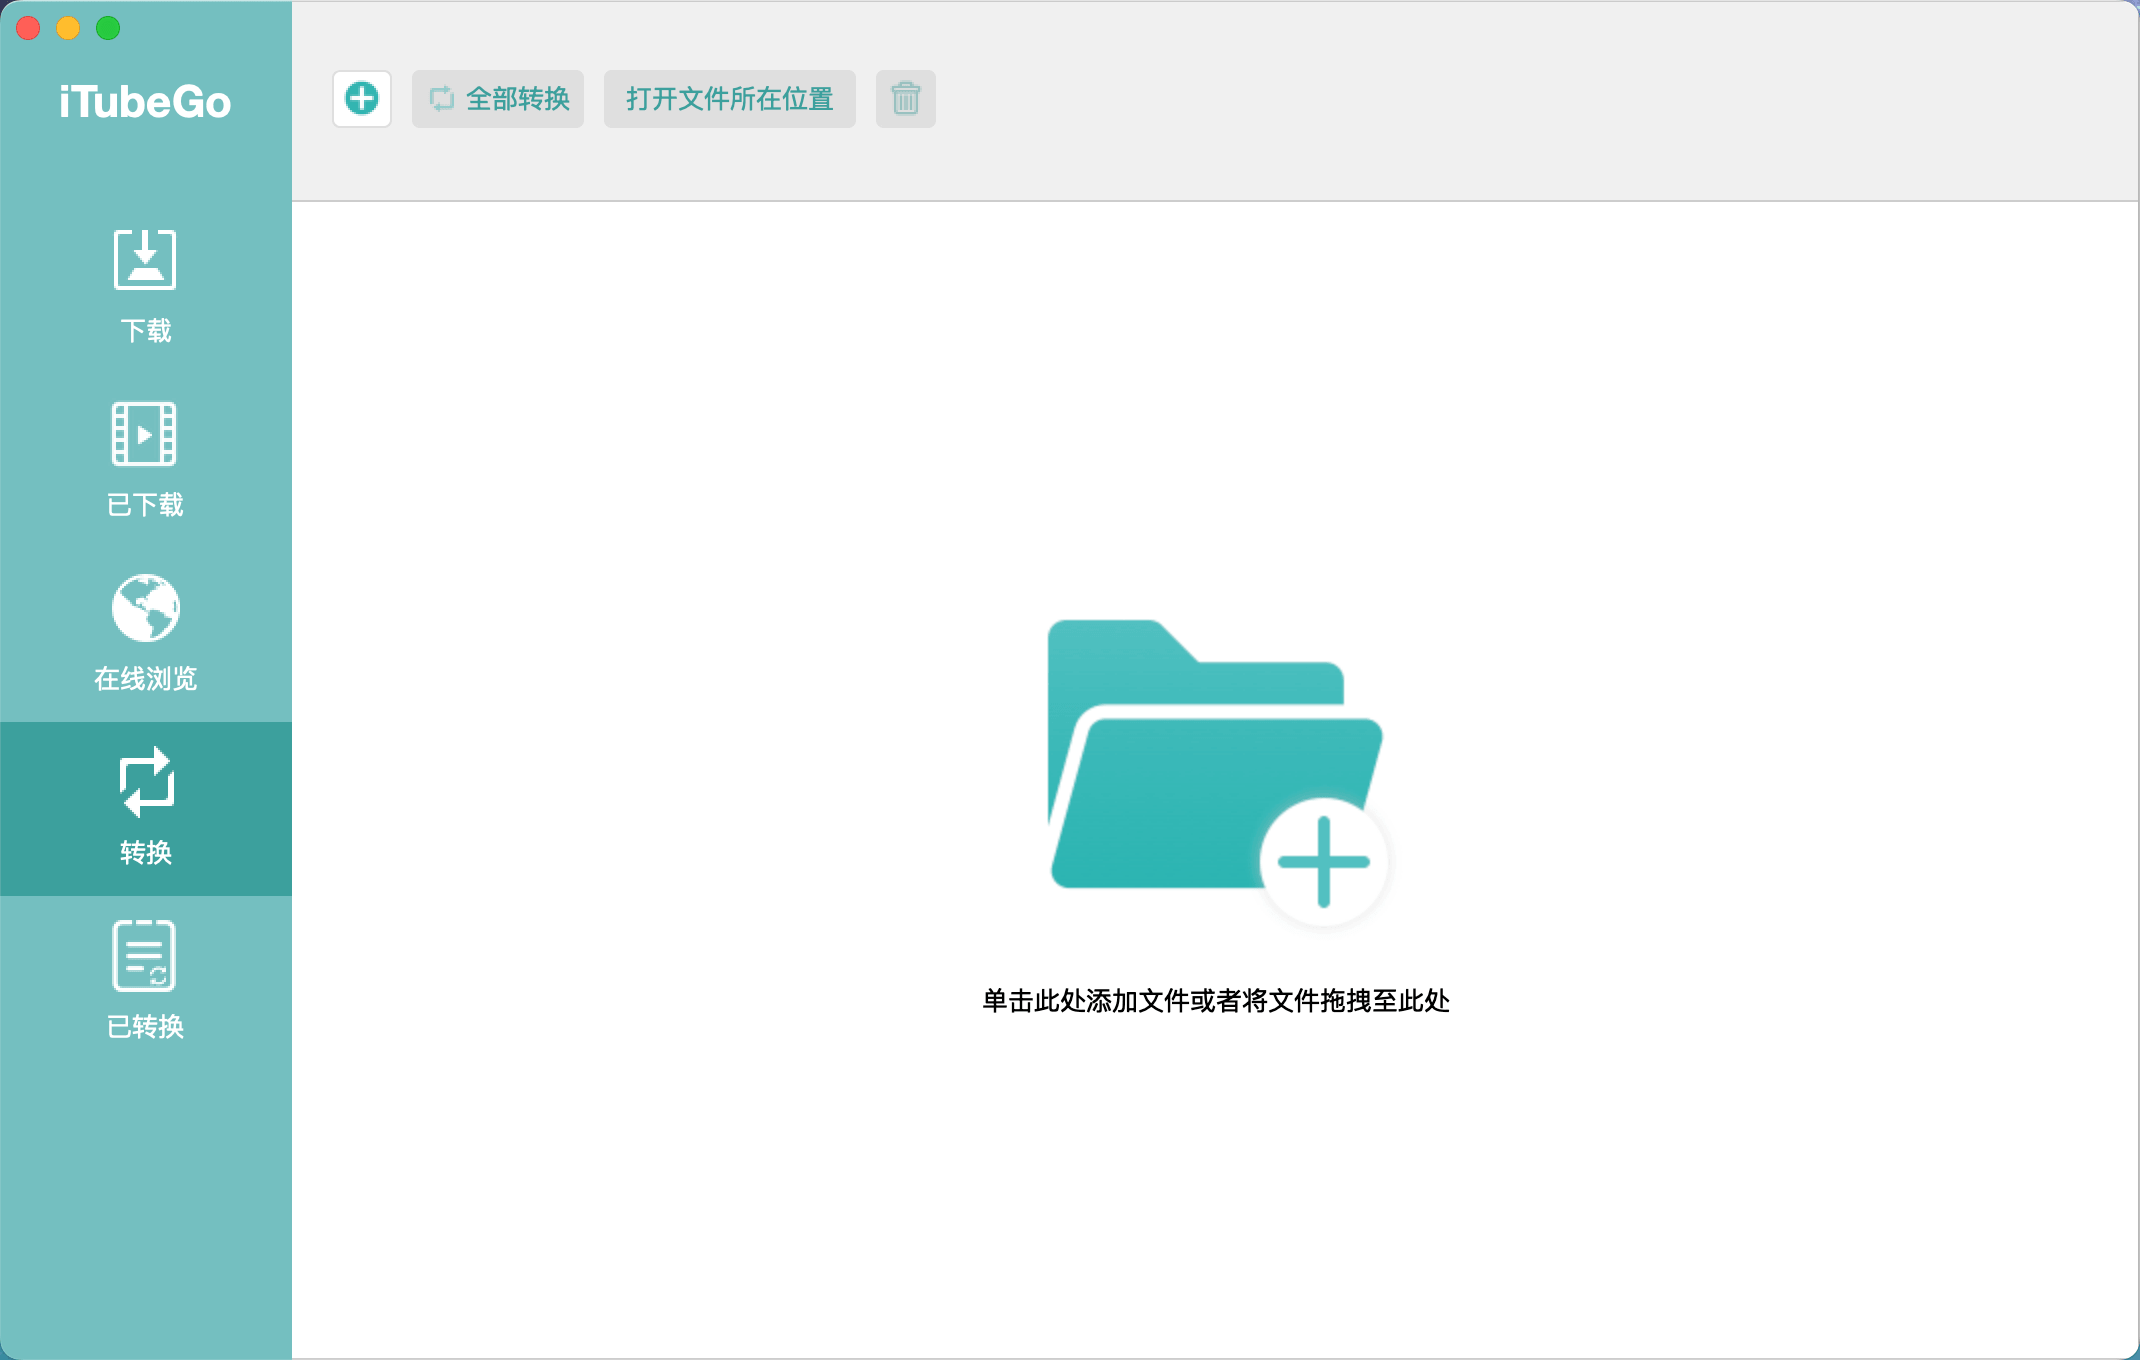 iTubeGo
全部转换
打开文件所在位置
下载
已下载
在线浏览
转换
已转换
单击此处添加文件或者将文件拖拽至此处